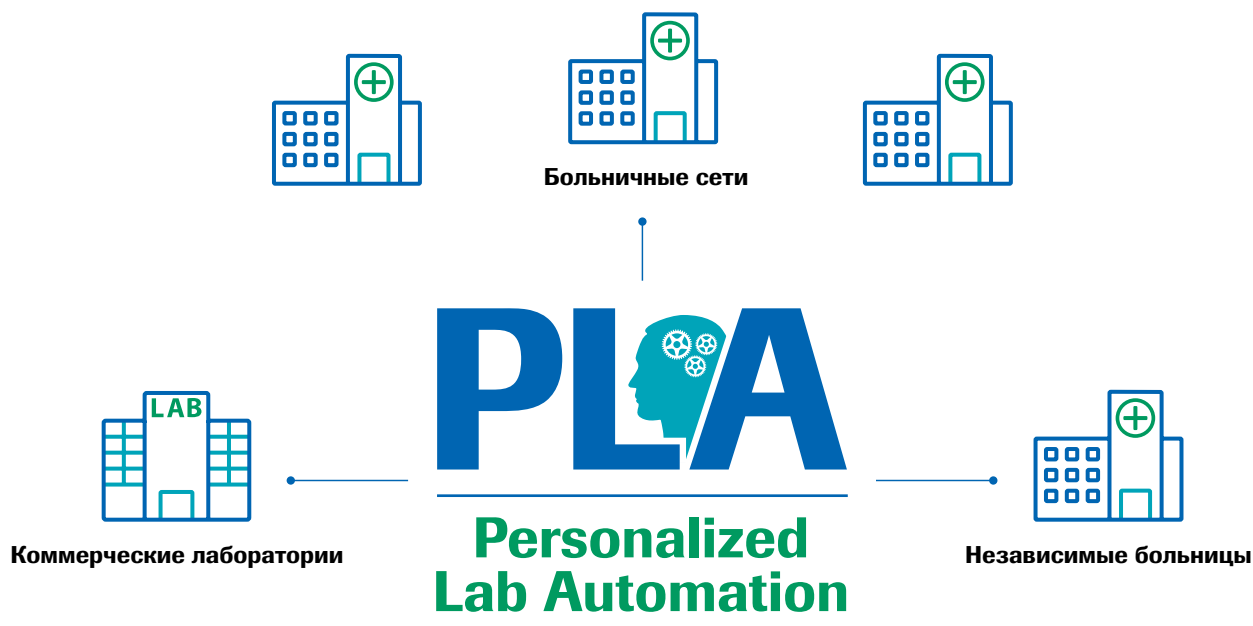 Больничные сети
PLA
LAB
Коммерческие лаборатории
Независимые больницы
Personalized
Lab Automation